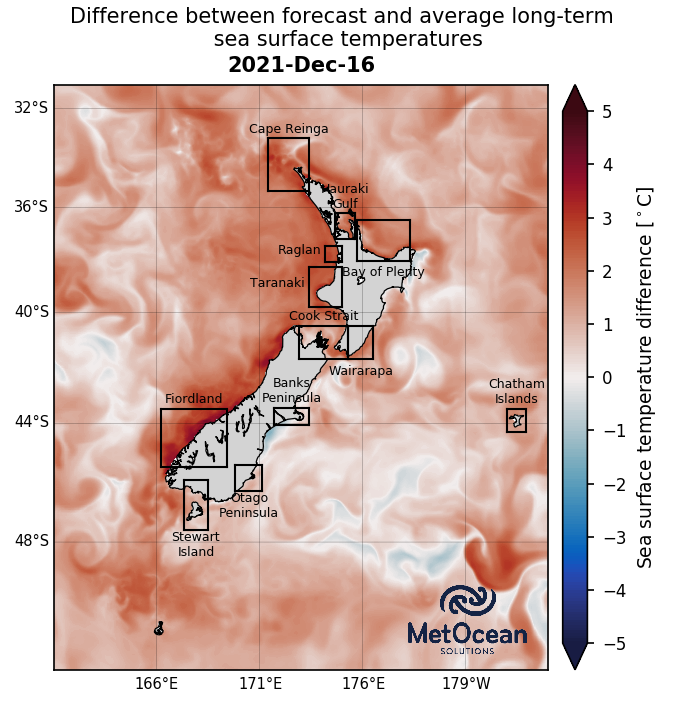 Difference between forecast and average long-term
sea surface temperatures
2021-Dec-16
32°S
36°S
40°S
44°S
48°S
166°E
171°E
176°E
179°W
Cape Reinga
Hauraki
Gulf
Raglan
Bay of Plenty
Taranaki
Cook Strait
Wairarapa
Banks
Peninsula
Fiordland
Chatham
Islands
Otago
Peninsula
Stewart
Island
MetOcean
SOLUTIONS
5
4
3
2
1
0
−1
−2
−3
−4
−5
Sea surface temperature difference [°C]